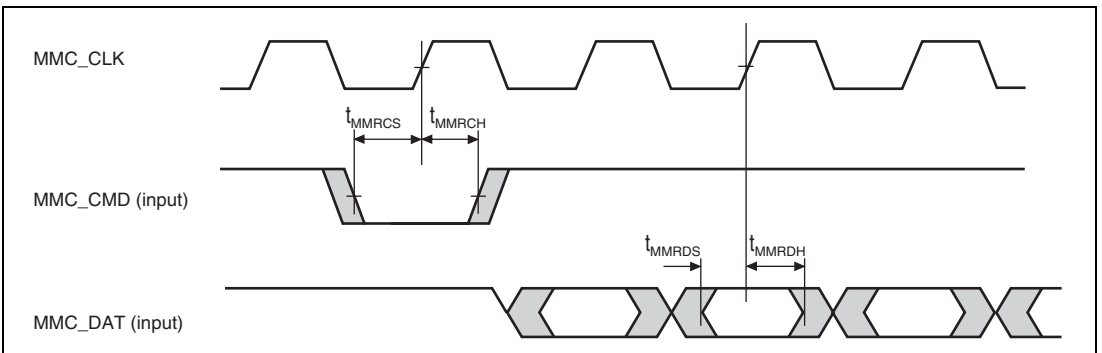 MMC_CLK
tMMRCS tMMRCH
MMC_CMD (input)
tMMRDS tMMRDH
MMC_DAT (input)